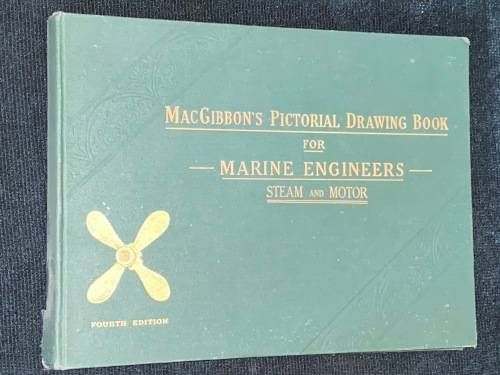 MACGIBBON'S PICTORIAL DRAWING BOOK
FOR
— MARINE ENGINEERS —
STEAM AND MOTOR
FOURTH EDITION